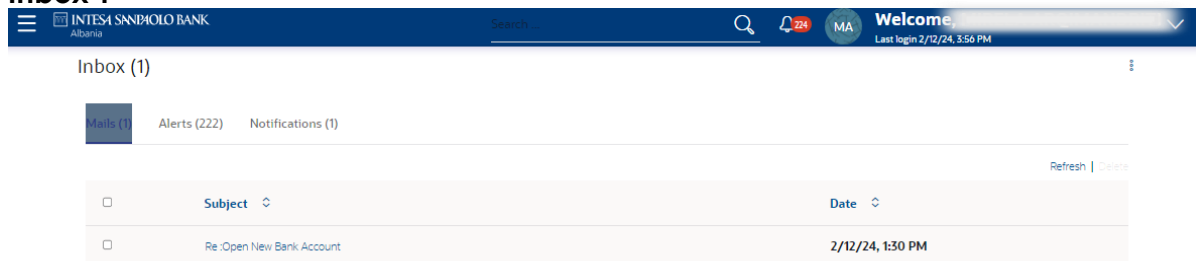 INTESA SANPAOLO BANK
Albania
Search ...
224
MA
Welcome,
Last login 2/12/24, 3:56 PM
Inbox (1)
Mails (1) Alerts (222) Notifications (1)
Refresh | Delete
Subject Date
Re :Open New Bank Account 2/12/24, 1:30 PM